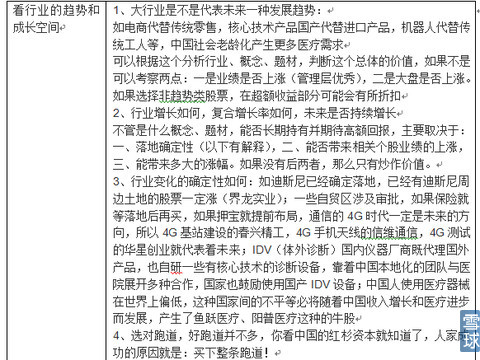 看行业的趋势和
成长空间
1、大行业是不是代表未来一种发展趋势：
如电商代替传统零售，核心技术产品国产代替进口产品，机器人代替传
统工人等，中国社会老龄化产生更多医疗需求
可以根据这个分析行业、概念、题材，判断这个总体的价值，如果不是
可以考察两点：一是业绩是否上涨（管理层优秀），二是大盘是否上涨。
如果选择非趋势类股票，在超额收益部分可能会有所折扣
2、行业增长如何，复合增长率如何，未来是否持续增长
不管是什么概念、题材，能否长期持有并期待高额回报，主要取决于：
一、落地确定性（以下有解释），二、能否带来相关个股业绩的上涨，
三、能带来多大的涨幅。如果没有后两者，那么只有炒作价值。
3、行业变化的确定性如何：如迪斯尼已经确定落地，已经有迪斯尼周
边土地的股票一定涨（界龙实业）；一些自贸区涉及审批，如果保险就
等落地后再买，如果押宝就提前布局，通信的 4G 时代一定是未来的方
向，所以 4G 基站建设的春兴精工，4G 手机天线的信维通信，4G 测试
的华星创业就代表看未来；IDV（体外诊断）国内仪器厂商既代理国外
产品，也自研一些有核心技术的诊断设备，靠着中国本地化的团队与医
院展开多种合作，国家也鼓励使用国产 IDV 设备；中国人使用医疗器械
在世界上偏低，这种国家间的不平等必将随着中国收入增长和医疗进步
而发展，产生了鱼跃医疗、阳普医疗这种的牛股
4、选对跑道，好跑道并不多，你看中国的红杉资本就知道了，人家成
功的原因就是：买下整条跑道！
雪球